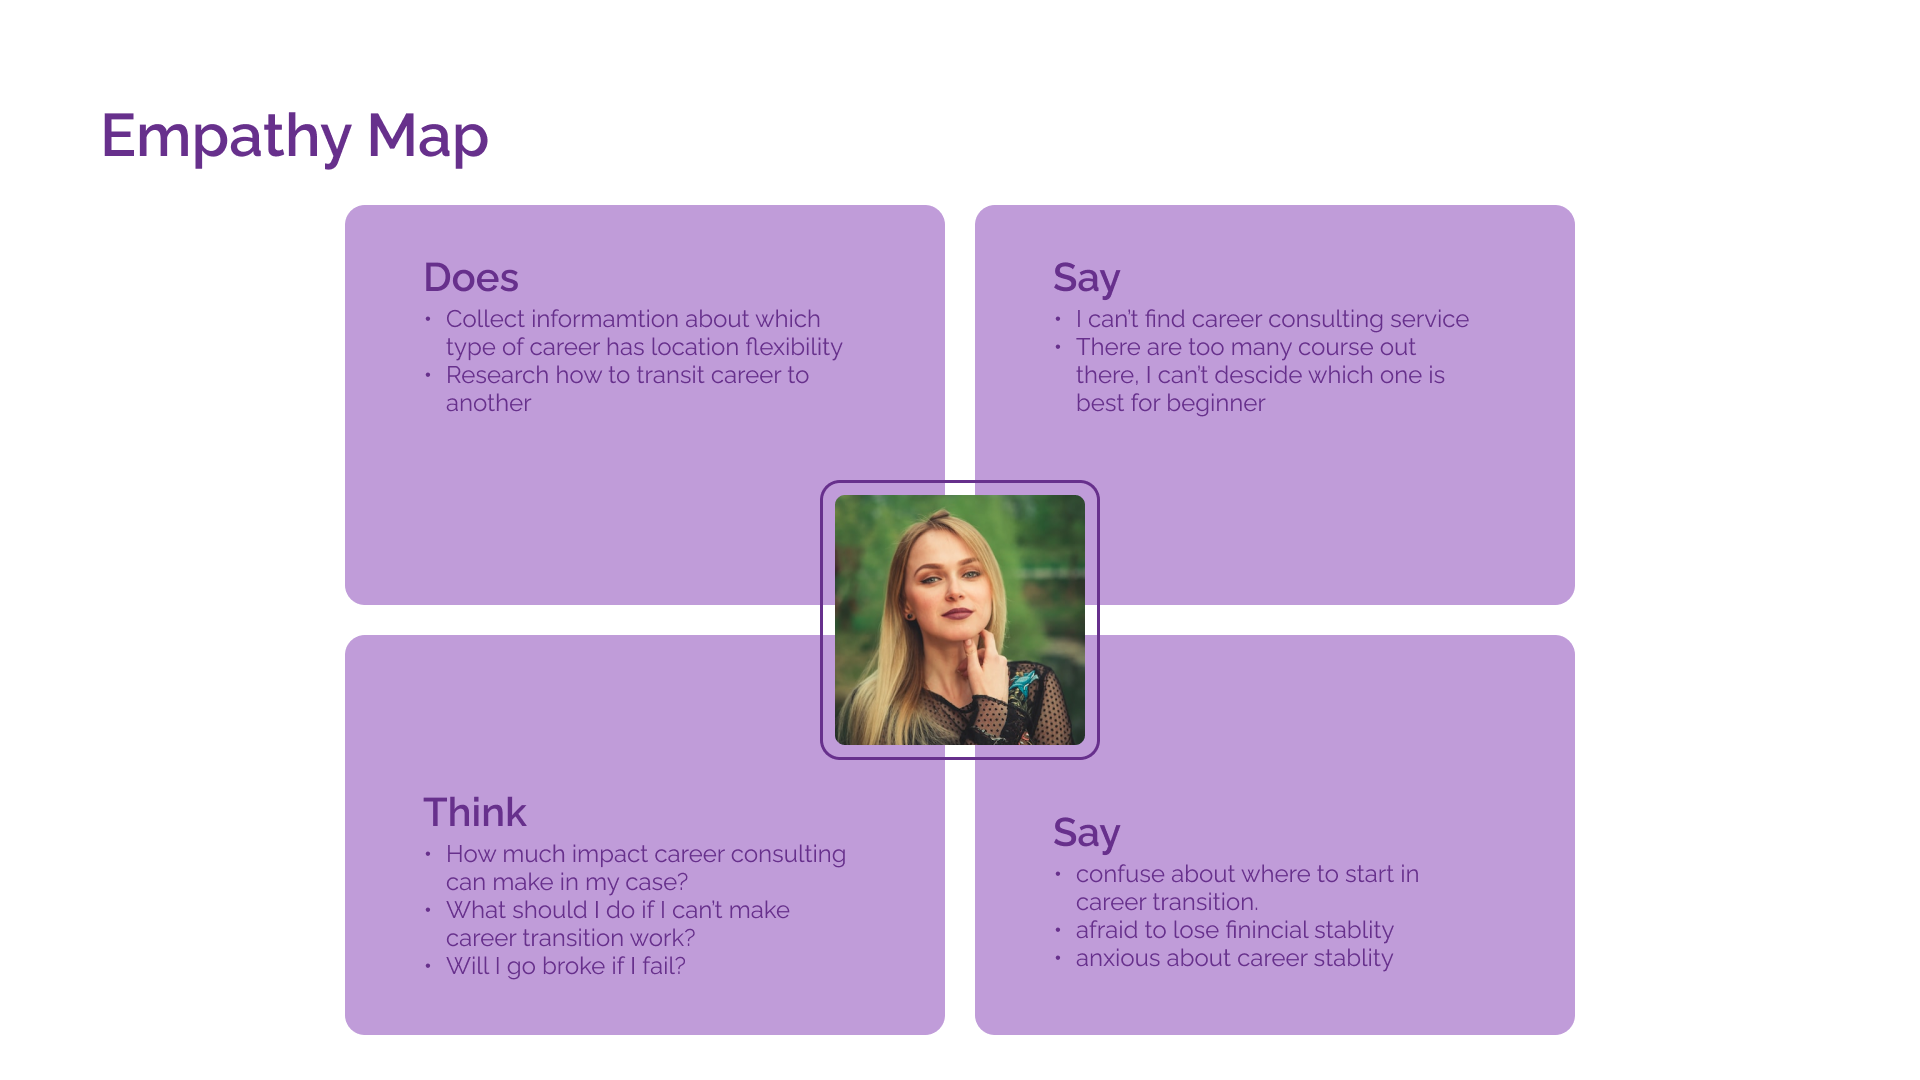 Empathy Map
Does
• Collect informamtion about which
type of career has location flexibility
• Research how to transit career to
another
Say
• I can't find career consulting service
• There are too many course out
there, I can't descide which one is
best for beginner
Think
• How much impact career consulting
can make in my case?
• What should I do if I can't make
career transition work?
• Will I go broke if I fail?
Say
• confuse about where to start in
career transition.
• afraid to lose finincial stablity
• anxious about career stablity